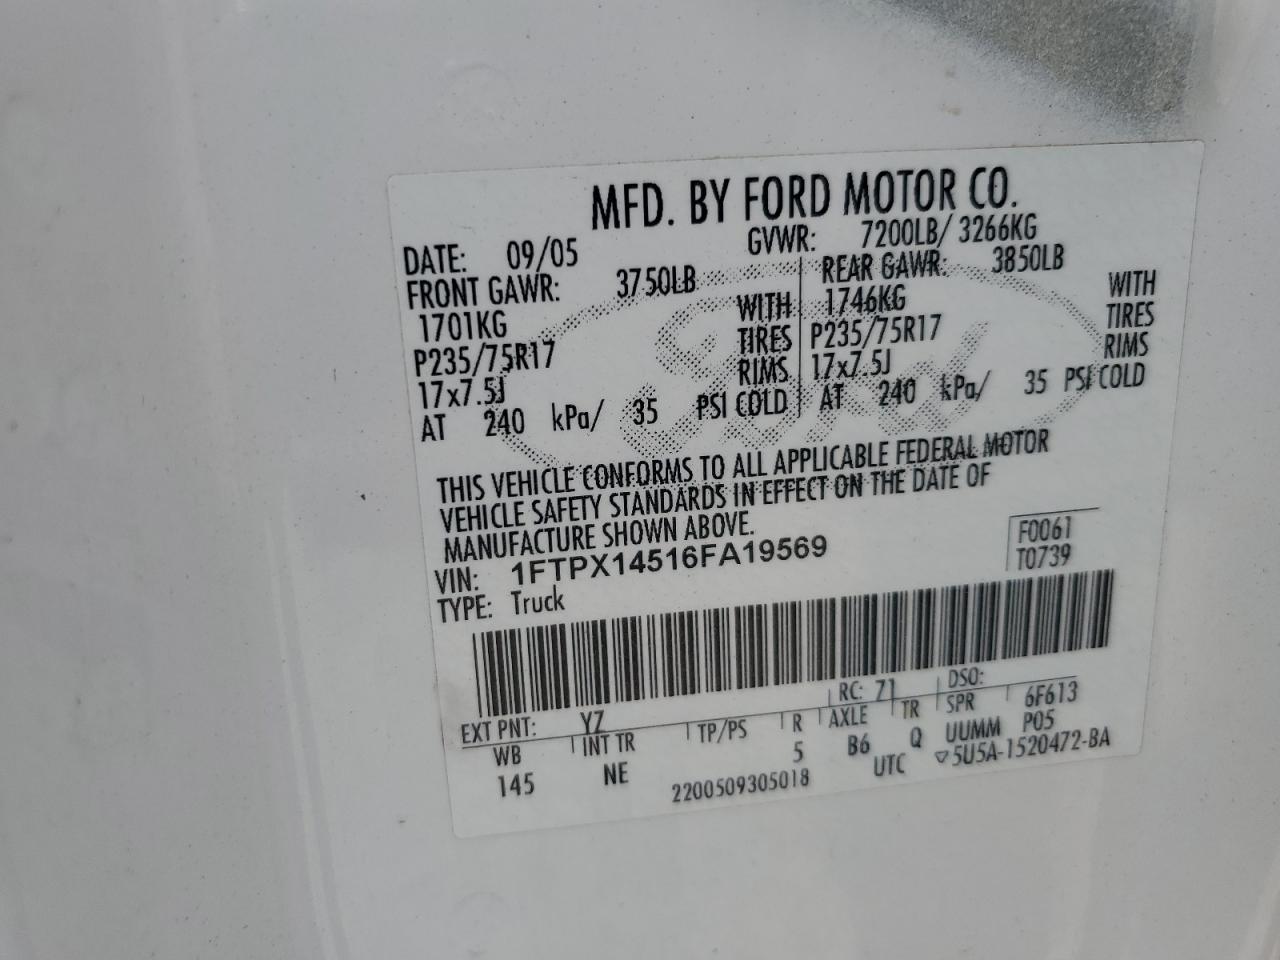 MFD. BY FORD MOTOR CO.
DATE: 09/05 GVWR: 7200LB/ 3266KG
FRONT GAWR: 3750LB REAR GAWR: 3850LB
1701KG WITH 1746KG WITH
P235/75R17 TIRES P235/75R17 TIRES
17x7.5J RIMS 17x7.5J RIMS
AT 240 kPa/ 35 PSI COLD AT 240 kPa/ 35 PSI COLD
Ford
THIS VEHICLE CONFORMS TO ALL APPLICABLE FEDERAL MOTOR
VEHICLE SAFETY STANDARDS IN EFFECT ON THE DATE OF
MANUFACTURE SHOWN ABOVE.
VIN: 1FTPX14516FA19569 F0061
TYPE: Truck T0739
EXT PNT: YZ RC: 71 DSO:
WB INT TR TP/PS R AXLE TR SPR 6F613
145 NE 5 B6 Q UUMM P05
2200509305018 UTC ▽5U5A-1520472-BA